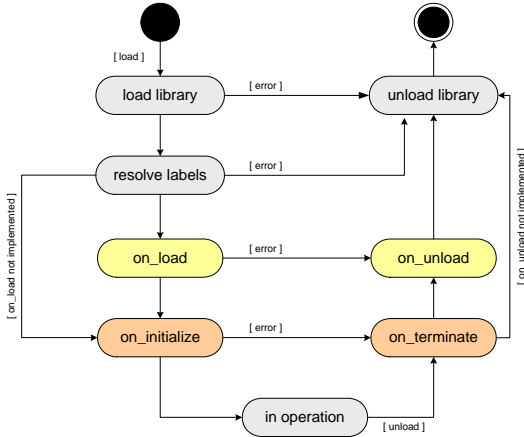 [ load ]
load library
[ error ]
unload library
resolve labels
[ error ]
[ on_load not implemented ]
[ on_unload not implemented ]
on_load
[ error ]
on_unload
on_initialize
[ error ]
on_terminate
in operation
[ unload ]